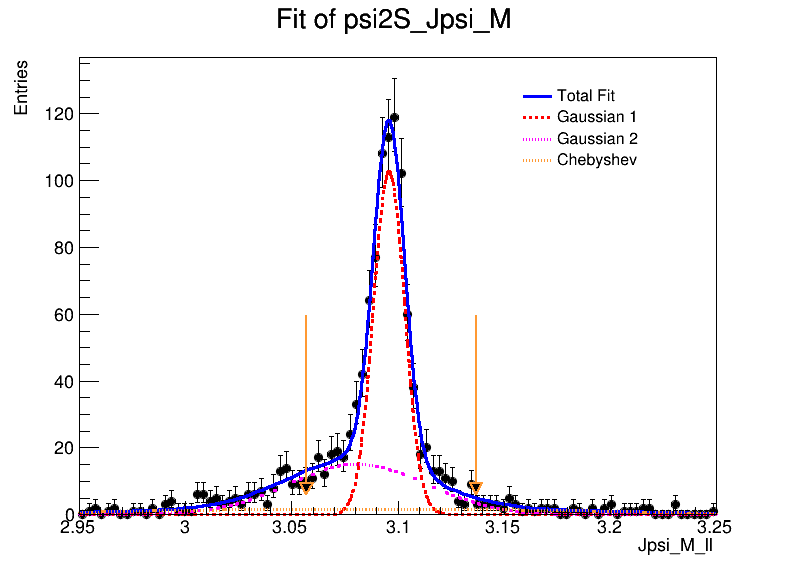 Fit of psi2S_Jpsi_M
Entries
Total Fit
Gaussian 1
Gaussian 2
Chebyshev
120
100
80
60
40
20
0
2.95 3 3.05 3.1 3.15 3.2 3.25
Jpsi_M_ll